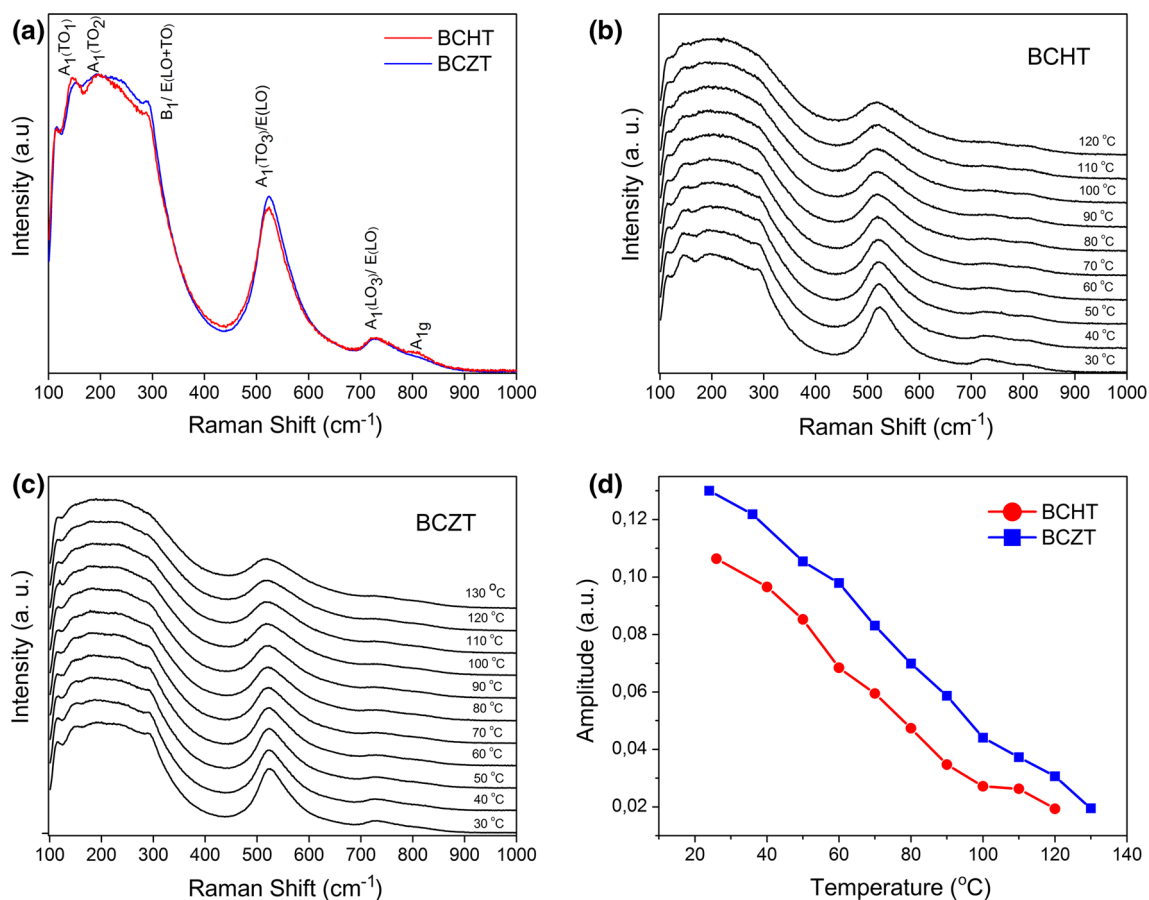 (a)
A1(TO1)
A1(TO2)
B1/ E(LO+TO)
A1(TO3)/E(LO)
A1(LO3)/ E(LO)
A1g
BCHT
BCZT
Intensity (a.u)
100 200 300 400 500 600 700 800 900 1000
Raman Shift (cm-1)
(b)
BCHT
Intensity (a. u.)
120 °C
110 °C
100 °C
90 °C
80 °C
70 °C
60 °C
50 °C
40 °C
30 °C
100 200 300 400 500 600 700 800 900 1000
Raman Shift (cm-1)
(c)
BCZT
Intensity (a. u.)
130 °C
120 °C
110 °C
100 °C
90 °C
80 °C
70 °C
60 °C
50 °C
40 °C
30 °C
100 200 300 400 500 600 700 800 900 1000
Raman Shift (cm-1)
(d)
BCHT
BCZT
Amplitude (a.u.)
0,12
0,10
0,08
0,06
0,04
0,02
20 40 60 80 100 120 140
Temperature (°C)